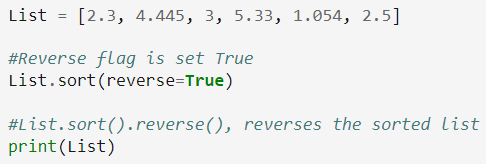 List = [2.3, 4.445, 3, 5.33, 1.054, 2.5]
#Reverse flag is set True
List.sort(reverse=True)
#List.sort().reverse(), reverses the sorted list
print(List)